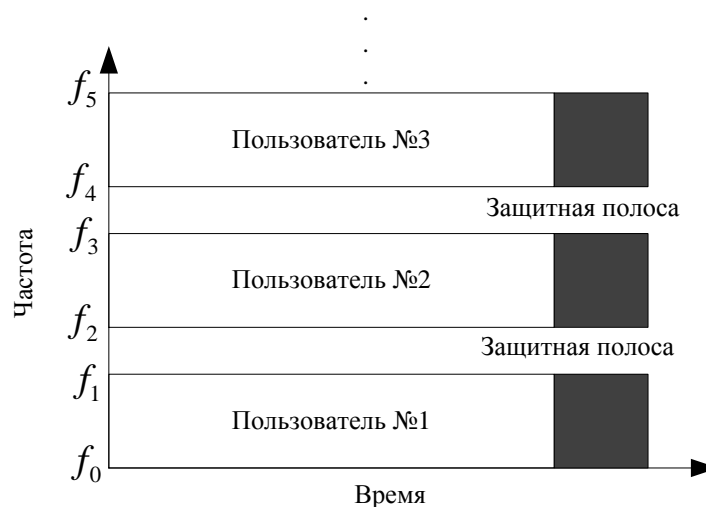 .
.
.
f5
Пользователь №3
f4
Защитная полоса
f3
Пользователь №2
f2
Защитная полоса
f1
Пользователь №1
f0
Частота
Время